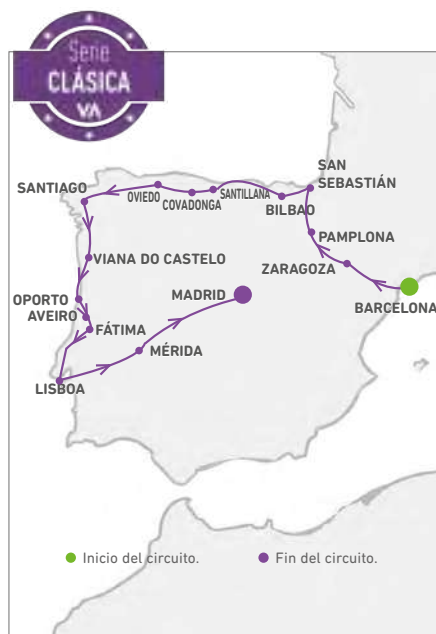 Serie
CLÁSICA
VA
SAN
SEBASTIÁN
SANTIAGO
OVIEDO
COVADONGA
SANTILLANA
BILBAO
PAMPLONA
VIANA DO CASTELO
ZARAGOZA
MADRID
OPORTO
BARCELONA
AVEIRO
FÁTIMA
MÉRIDA
LISBOA
Inicio del circuito.
Fin del circuito.